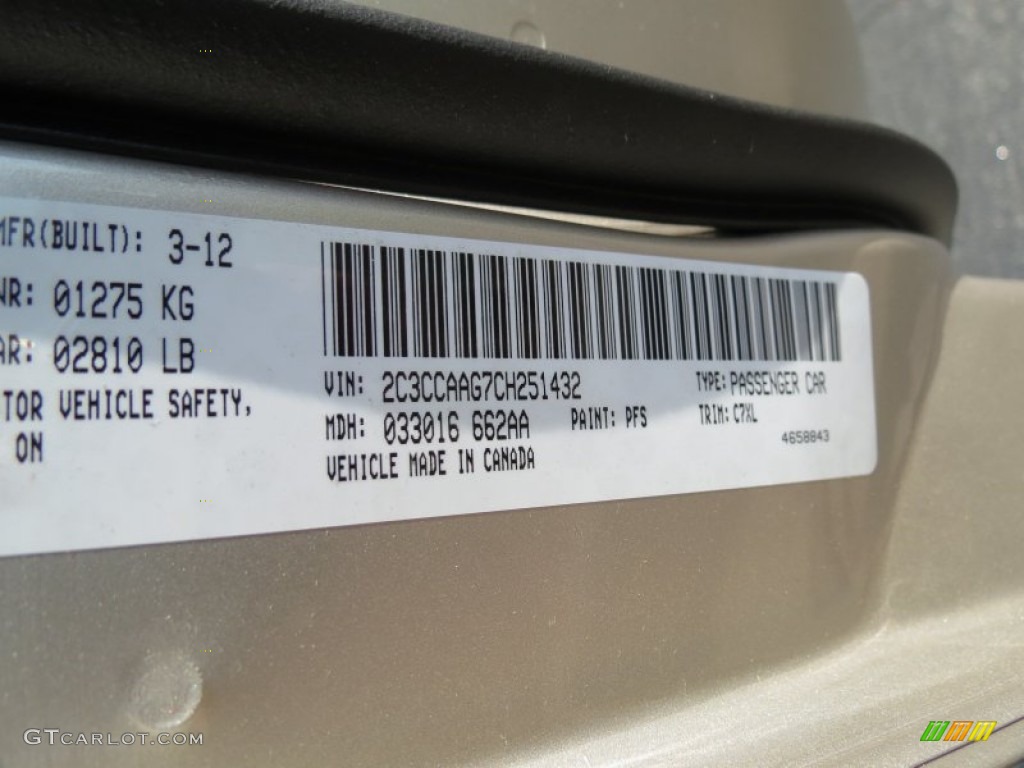 MFR(BUILT): 3-12
WR: 01275 KG
AR: 02810 LB
TOR VEHICLE SAFETY,
ON
VIN: 2C3CCAAG7CH251432
TYPE: PASSENGER CAR
MDH: 033016 662AA
PAINT: PFS
TRIM: C7XL
VEHICLE MADE IN CANADA
4658843
GTCARLOT.COM